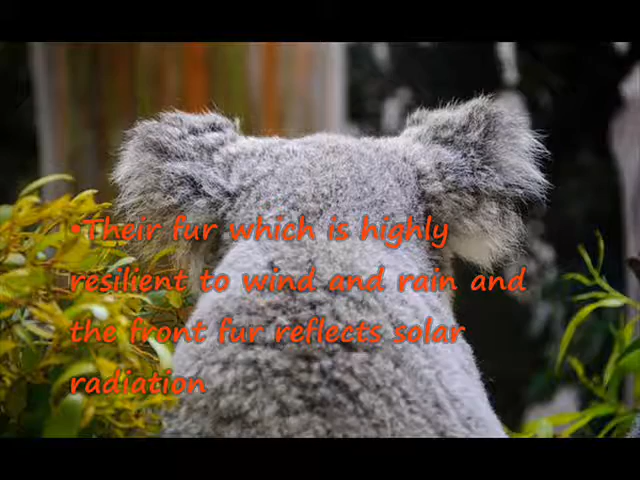 •Their fur which is highly
resilient to wind and rain and
the front fur reflects solar
radiation